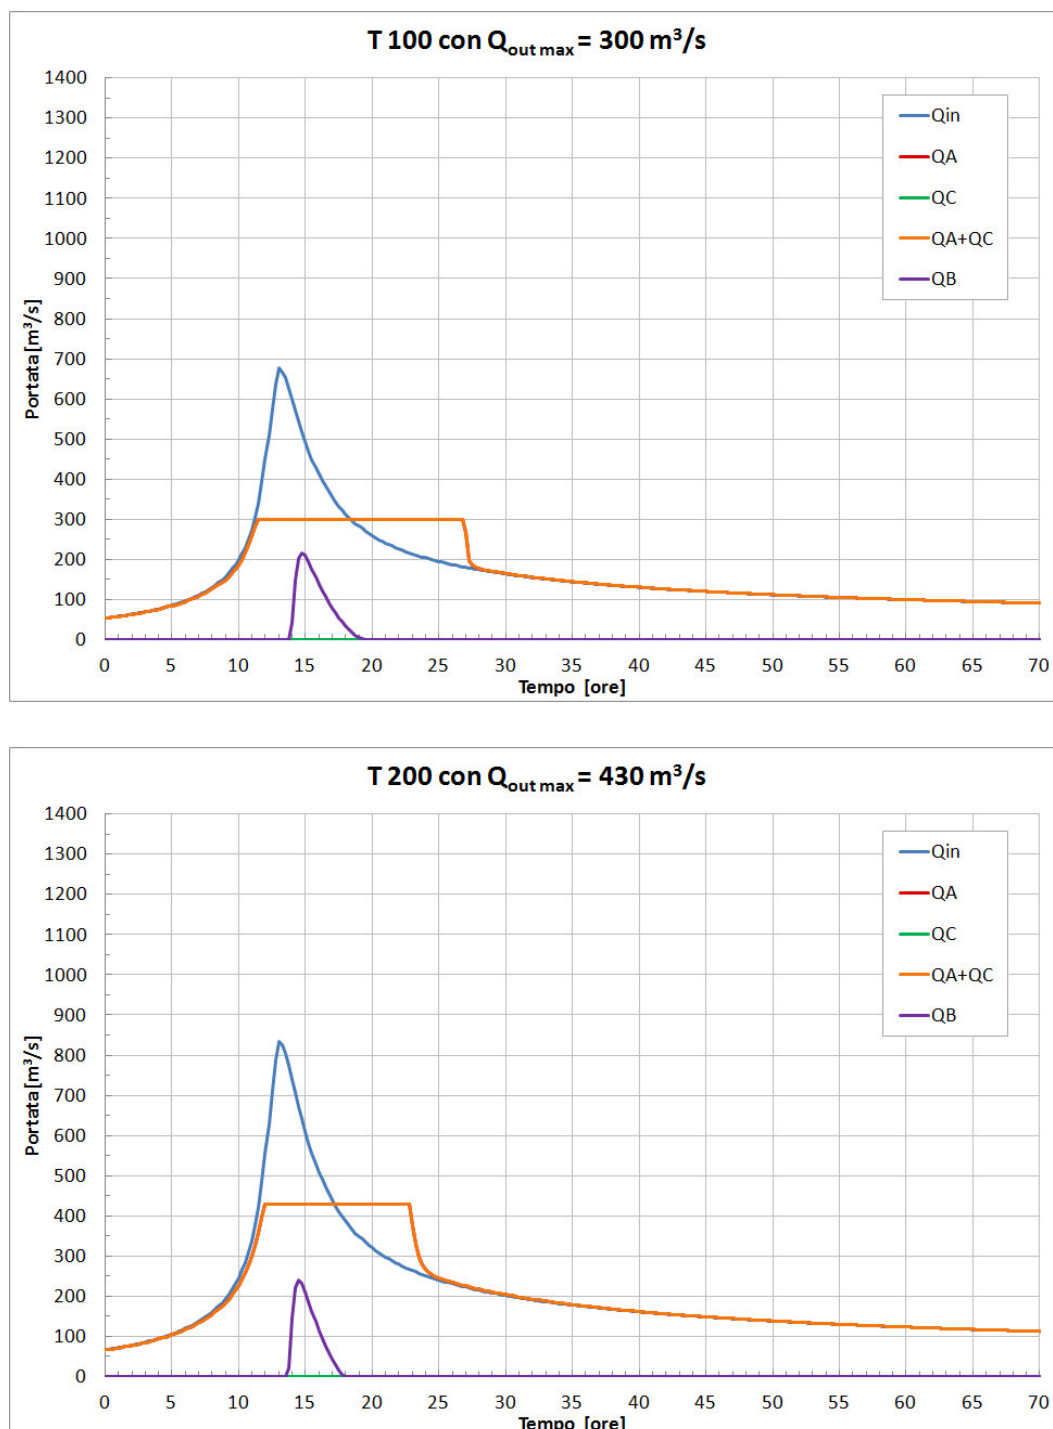 T 100 con Qout max = 300 m³/s
1400
1300
1200
1100
1000
900
800
700
600
500
400
300
200
100
0
Portata [m³/s]
Qin
QA
QC
QA+QC
QB
0 5 10 15 20 25 30 35 40 45 50 55 60 65 70
Tempo [ore]
T 200 con Qout max = 430 m³/s
1400
1300
1200
1100
1000
900
800
700
600
500
400
300
200
100
0
Portata [m³/s]
Qin
QA
QC
QA+QC
QB
0 5 10 15 20 25 30 35 40 45 50 55 60 65 70
Tempo [ore]